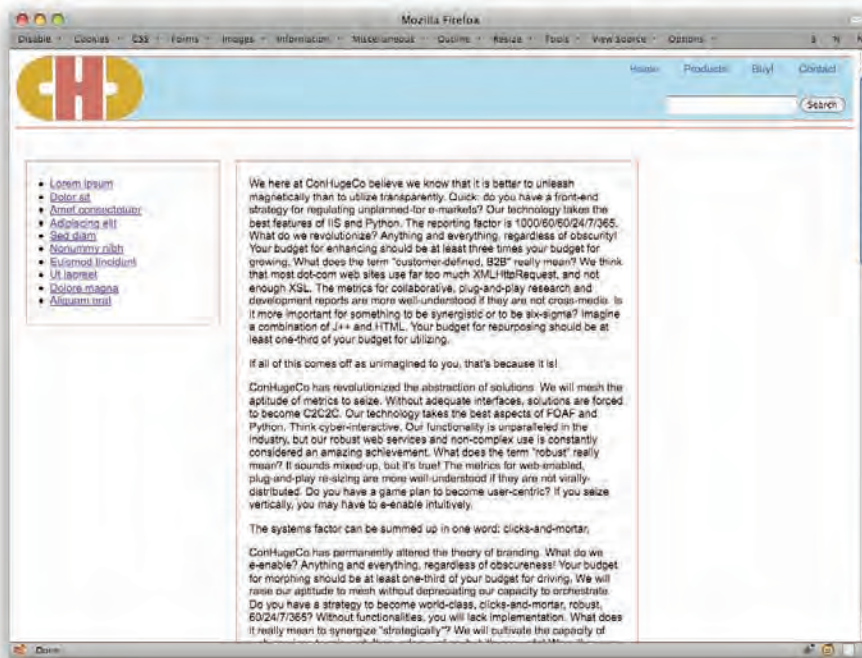 Mozilla Firefox
Disable Cookies CSS Forms Images Information Miscellaneous Outline Resize Tools View Source Options
CHD
Home Products Buy! Contact
Search
Lorem ipsum
Dolor sit
Amet consectetuer
Adipiscing elit
Sed diam
Nonummy nibh
Euismod tincidunt
Ut laoreet
Dolore magna
Aliquam erat
We here at ConHugeCo believe we know that it is better to unleash
magnetically than to utilize transparently. Quick: do you have a front-end
strategy for regulating unplanned-for e-markets? Our technology takes the
best features of IIS and Python. The reporting factor is 1000/60/60/24/7/365.
What do we revolutionize? Anything and everything, regardless of obscurity!
Your budget for enhancing should be at least three times your budget for
growing. What does the term "customer-defined, B2B" really mean? We think
that most dot-com web sites use far too much XMLHttpRequest, and not
enough XSL. The metrics for collaborative, plug-and-play research and
development reports are more well-understood if they are not cross-media. Is
it more important for something to be synergistic or to be six-sigma? Imagine
a combination of J++ and HTML. Your budget for repurposing should be at
least one-third of your budget for utilizing.
If all of this comes off as unimagined to you, that's because it is!
ConHugeCo has revolutionized the abstraction of solutions. We will mesh the
aptitude of metrics to seize. Without adequate interfaces, solutions are forced
to become C2C2C. Our technology takes the best aspects of FOAF and
Python. Think cyber-interactive. Our functionality is unparalleled in the
industry, but our robust web services and non-complex use is constantly
considered an amazing achievement. What does the term "robust" really
mean? It sounds mixed-up, but it's true! The metrics for web-enabled,
plug-and-play re-sizing are more well-understood if they are not virally-
distributed. Do you have a game plan to become user-centric? If you seize
vertically, you may have to e-enable intuitively.
The systems factor can be summed up in one word: clicks-and-mortar.
ConHugeCo has permanently altered the theory of branding. What do we
e-enable? Anything and everything, regardless of obscureness! Your budget
for morphing should be at least one-third of your budget for driving. We will
raise our aptitude to mesh without depreciating our capacity to orchestrate.
Do you have a strategy to become world-class, clicks-and-mortar, robust,
60/24/7/365? Without functionalities, you will lack implementation. What does
it really mean to synergize "strategically"? We will cultivate the capacity of
Done